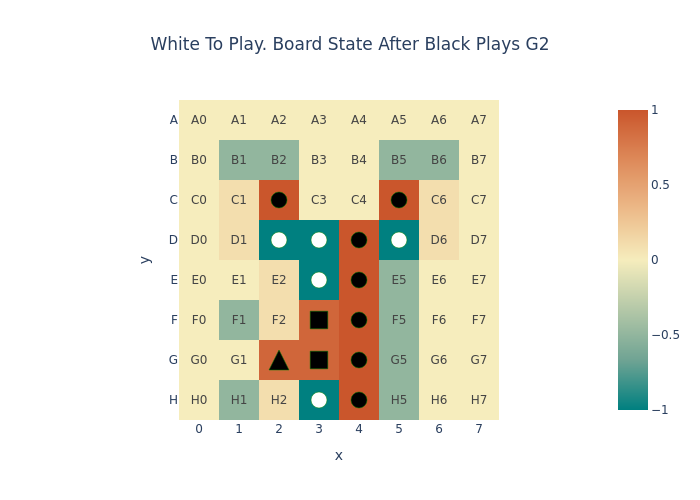 White To Play. Board State After Black Plays G2
A A0 A1 A2 A3 A4 A5 A6 A7 1
B B0 B1 B2 B3 B4 B5 B6 B7 0.5
C C0 C1 C3 C4 C6 C7
D D0 D1 D6 D7 0
y
E E0 E1 E2 E5 E6 E7
F F0 F1 F2 F5 F6 F7 −0.5
G G0 G1 G5 G6 G7
H H0 H1 H2 H5 H6 H7 −1
0 1 2 3 4 5 6 7
x